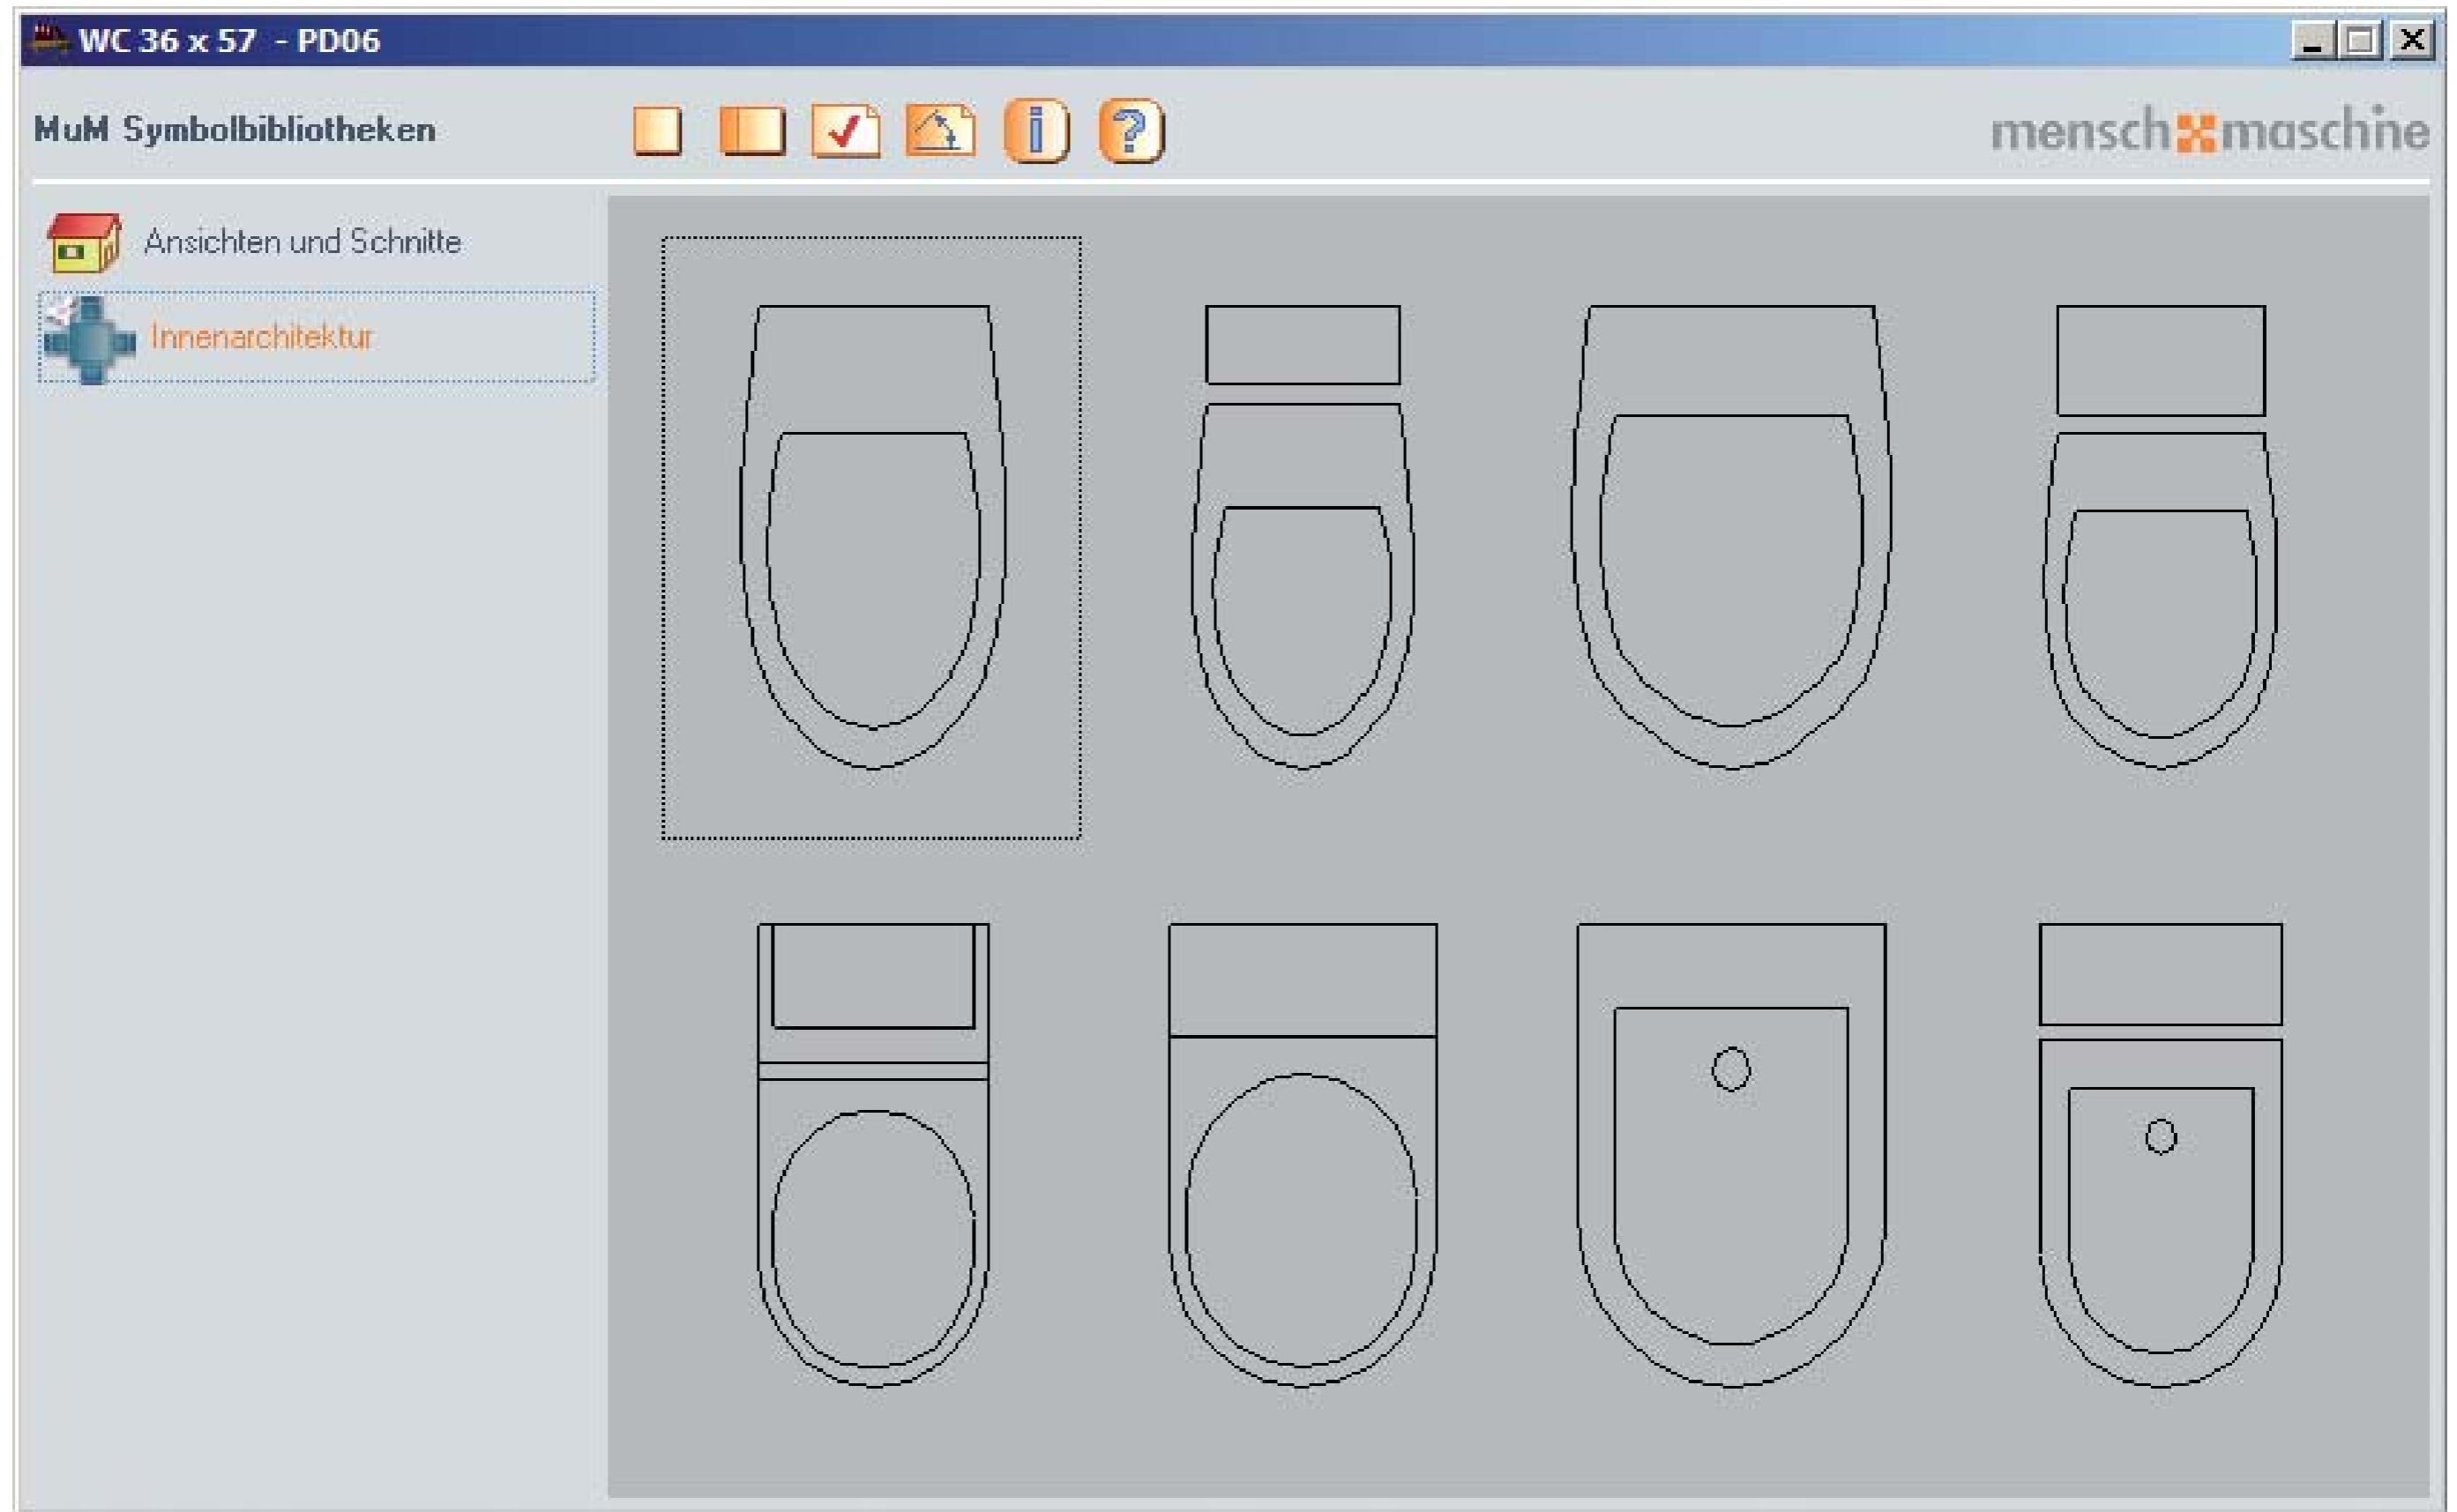 WC 36 x 57 - PD06
MuM Symbolbibliotheken
mensch maschine
Ansichten und Schnitte
Innenarchitektur